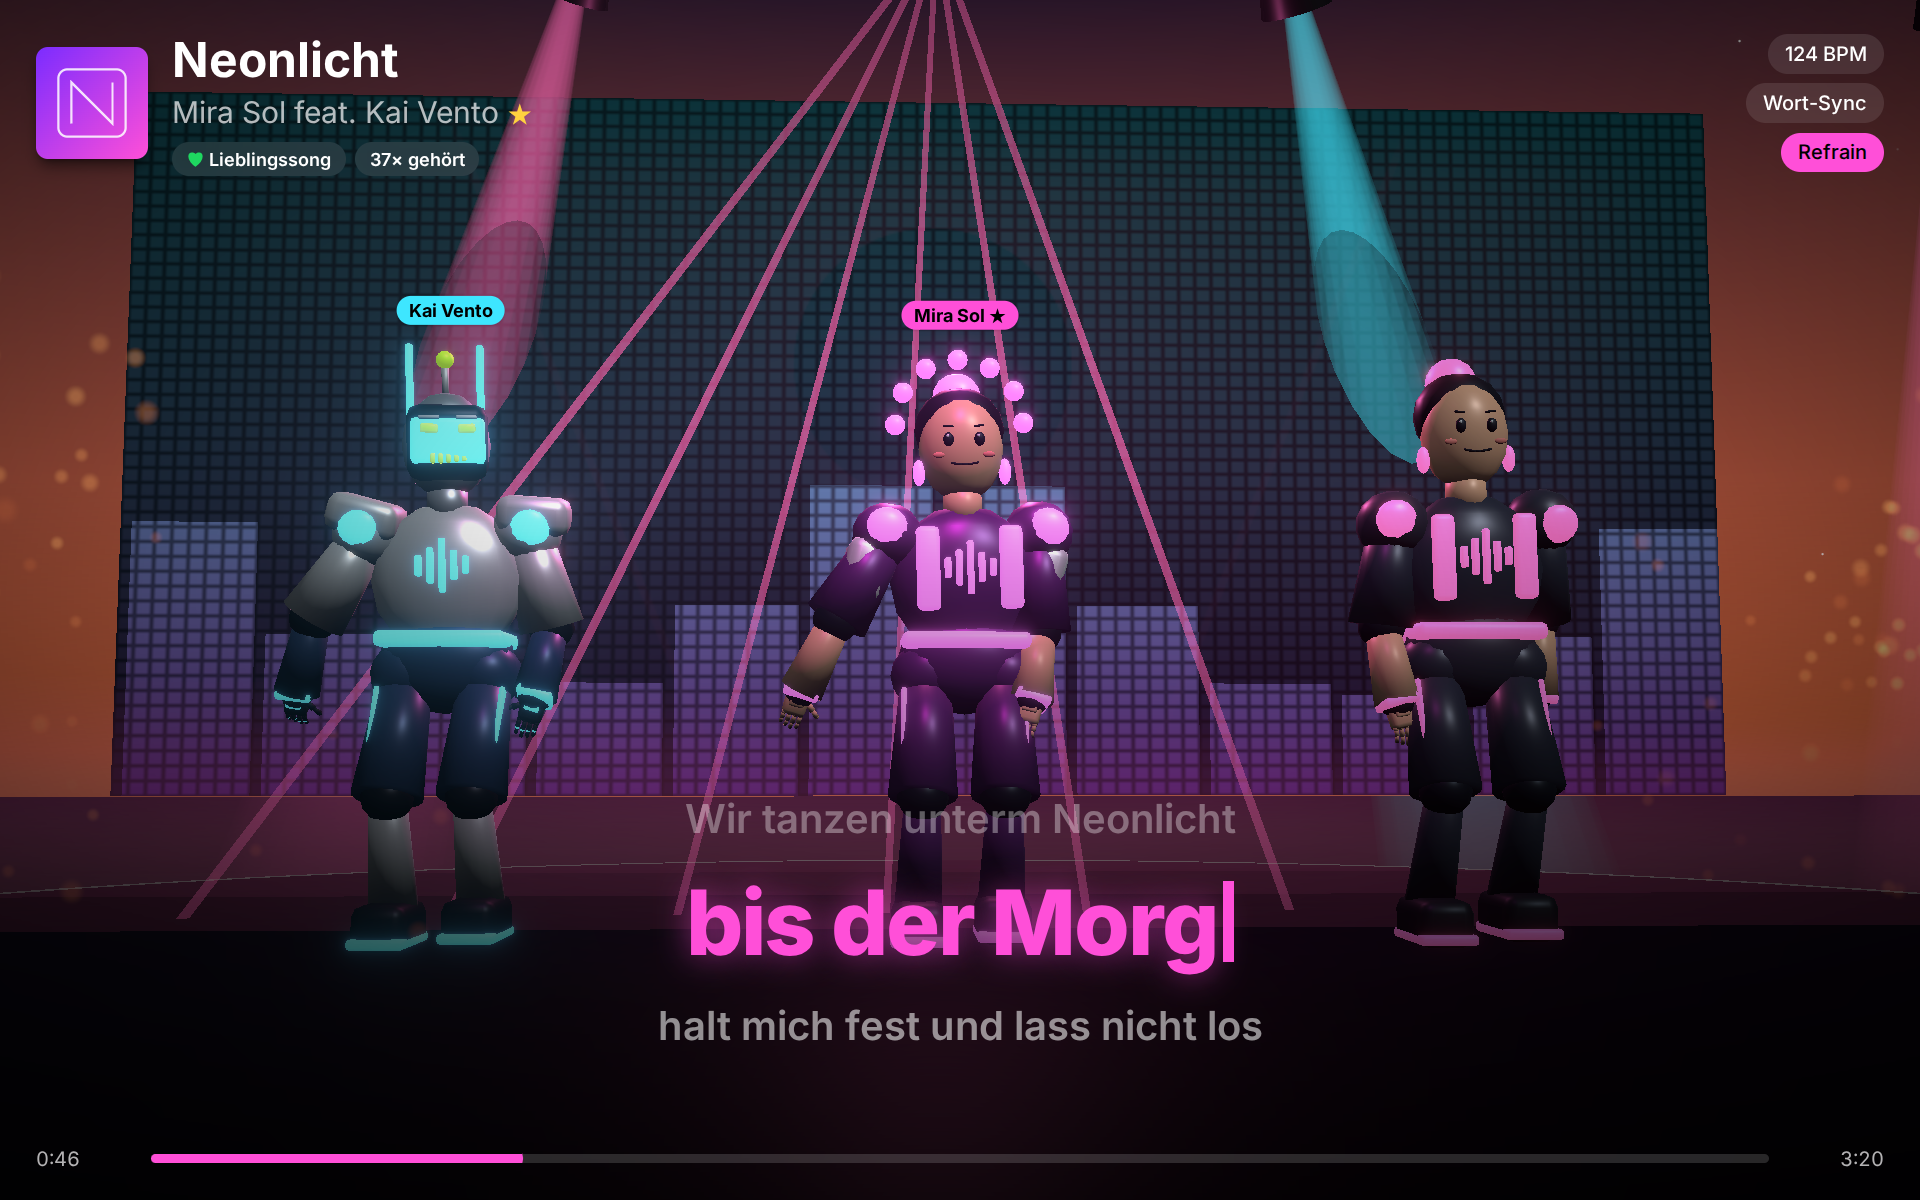 N
Neonlicht
Mira Sol feat. Kai Vento ⭐
💚 Lieblingssong
37× gehört
124 BPM
Wort-Sync
Refrain
Kai Vento
Mira Sol ★
Wir tanzen unterm Neonlicht
bis der Morg
halt mich fest und lass nicht los
0:46
3:20